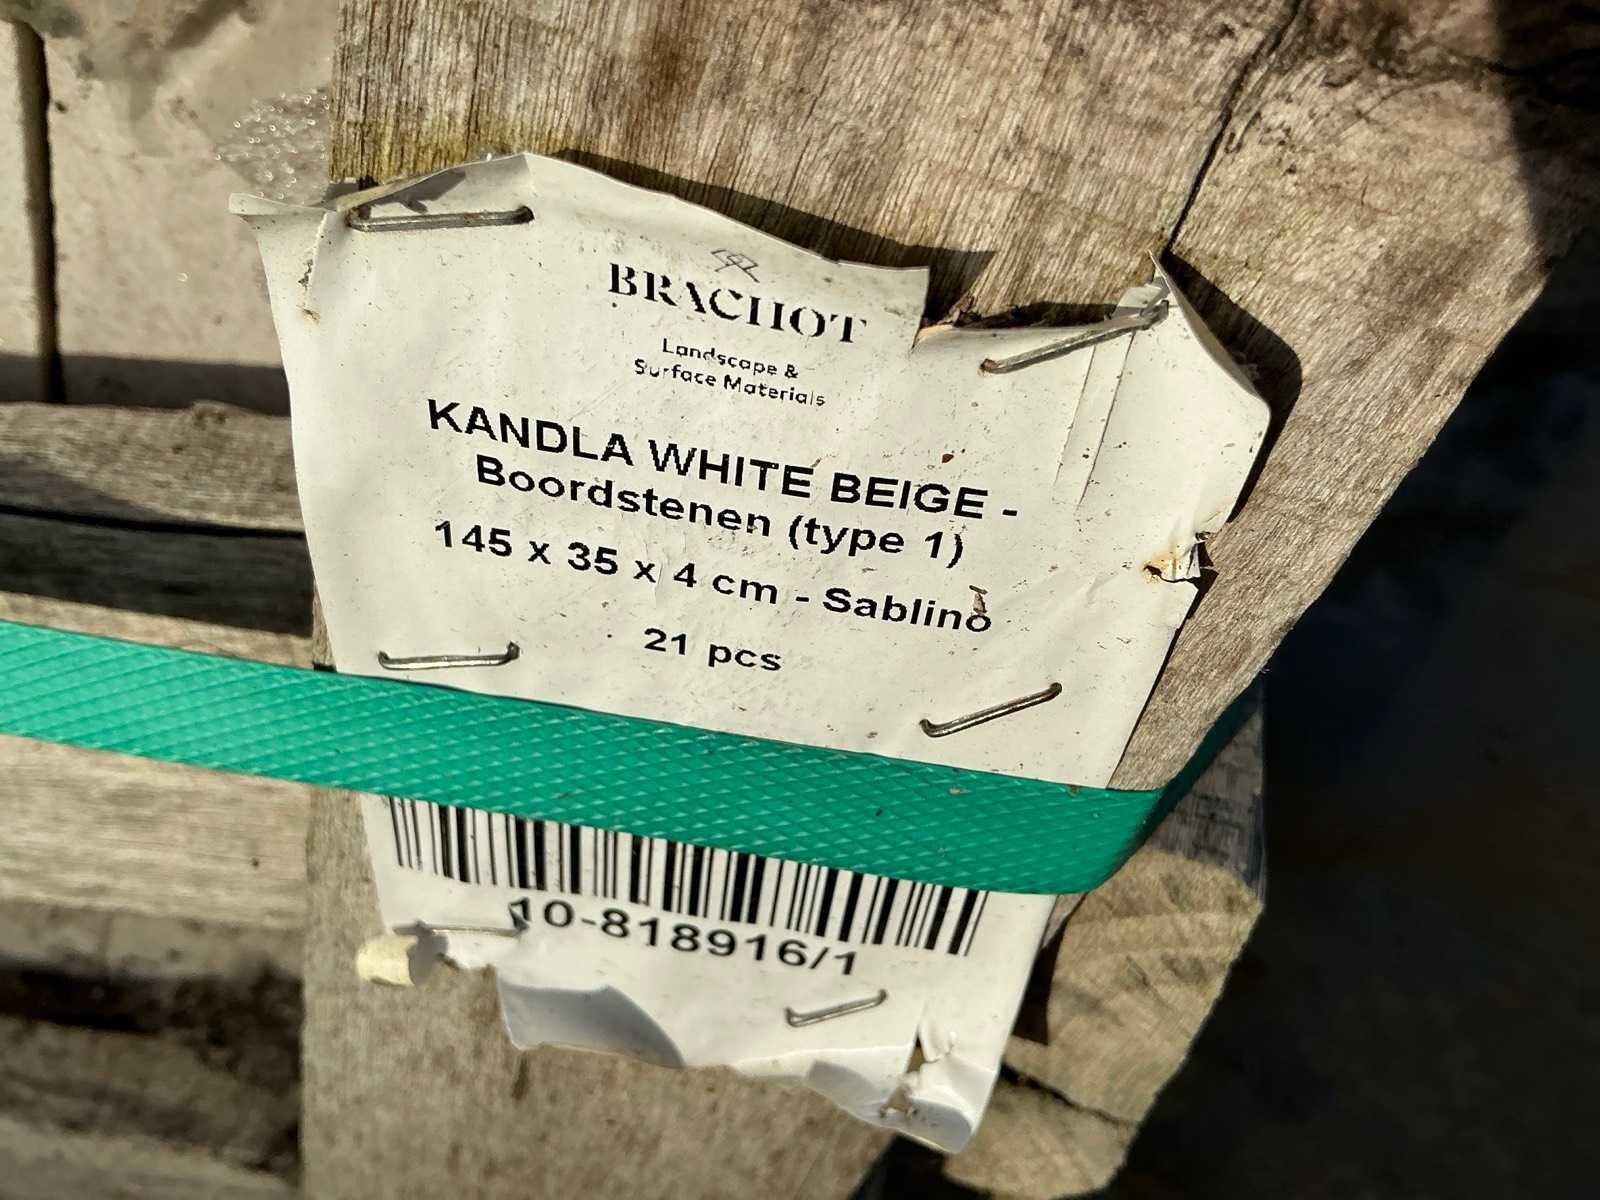 BRACHOT
Landscape &
Surface Materials
KANDLA WHITE BEIGE -
Boordstenen (type 1)
145 x 35 x 4 cm - Sablino
21 pcs
10-818916/1